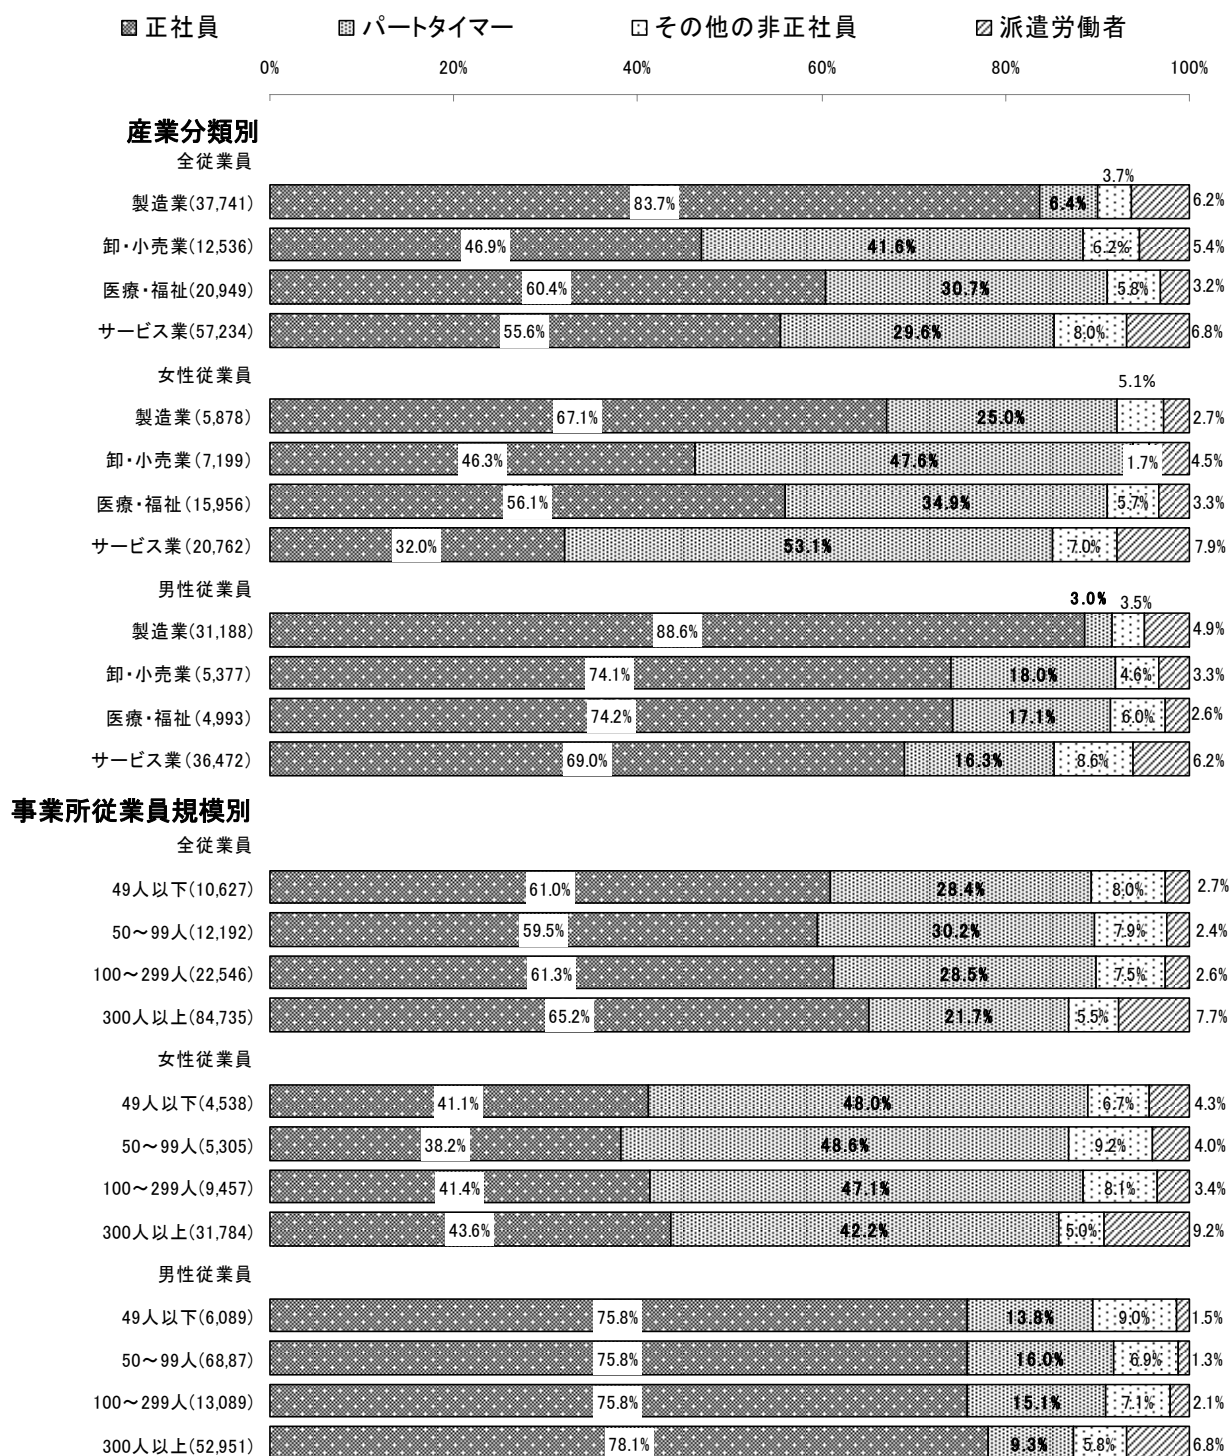 正社員 パートタイマー その他の非正社員 派遣労働者
0% 20% 40% 60% 80% 100%
産業分類別
全従業員
3.7%
製造業(37,741) 83.7% 6.4% 6.2%
卸・小売業(12,536) 46.9% 41.6% 6.2% 5.4%
医療・福祉(20,949) 60.4% 30.7% 5.8% 3.2%
サービス業(57,234) 55.6% 29.6% 8.0% 6.8%
女性従業員 5.1%
製造業(5,878) 67.1% 25.0% 2.7%
卸・小売業(7,199) 46.3% 47.6% 1.7% 4.5%
医療・福祉(15,956) 56.1% 34.9% 5.7% 3.3%
サービス業(20,762) 32.0% 53.1% 7.0% 7.9%
男性従業員 3.0% 3.5%
製造業(31,188) 88.6% 4.9%
卸・小売業(5,377) 74.1% 18.0% 4.6% 3.3%
医療・福祉(4,993) 74.2% 17.1% 6.0% 2.6%
サービス業(36,472) 69.0% 16.3% 8.6% 6.2%
事業所従業員規模別
全従業員
49人以下(10,627) 61.0% 28.4% 8.0% 2.7%
50～99人(12,192) 59.5% 30.2% 7.9% 2.4%
100～299人(22,546) 61.3% 28.5% 7.5% 2.6%
300人以上(84,735) 65.2% 21.7% 5.5% 7.7%
女性従業員
49人以下(4,538) 41.1% 48.0% 6.7% 4.3%
50～99人(5,305) 38.2% 48.6% 9.2% 4.0%
100～299人(9,457) 41.4% 47.1% 8.1% 3.4%
300人以上(31,784) 43.6% 42.2% 5.0% 9.2%
男性従業員
49人以下(6,089) 75.8% 13.8% 9.0% 1.5%
50～99人(68,87) 75.8% 16.0% 6.9% 1.3%
100～299人(13,089) 75.8% 15.1% 7.1% 2.1%
300人以上(52,951) 78.1% 9.3% 5.8% 6.8%